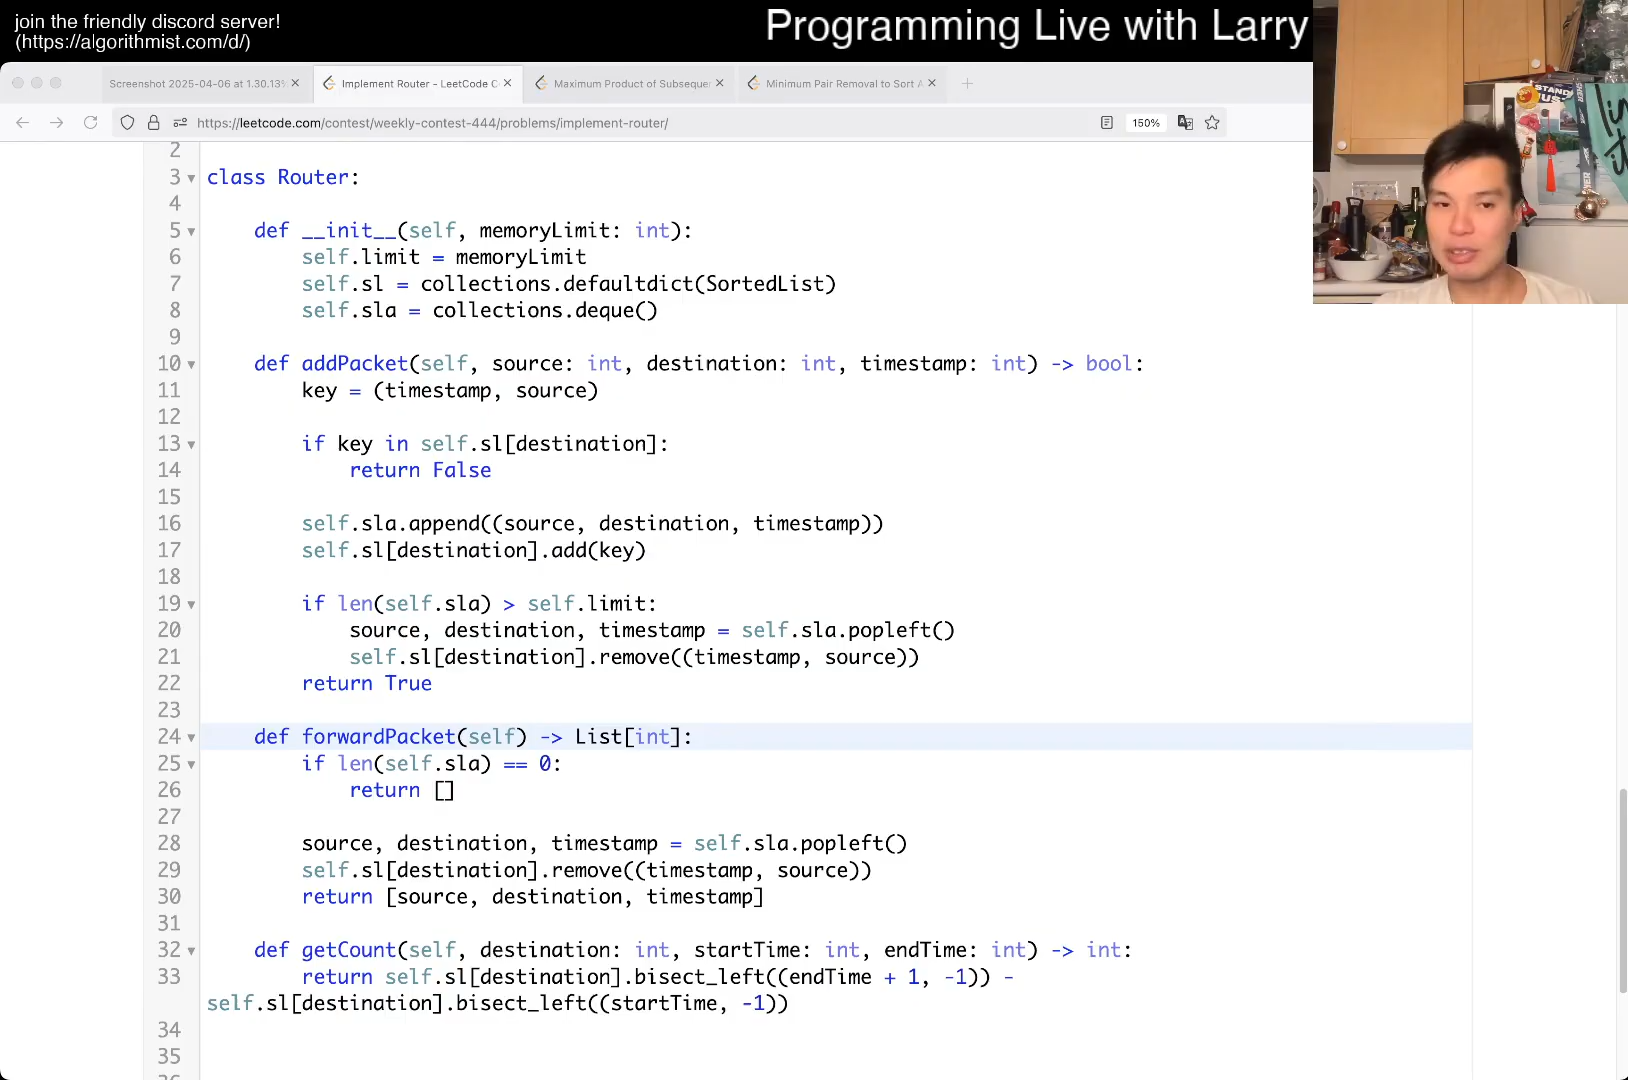 join the friendly discord server!
(https://algorithmist.com/d/)
Programming Live with Larry
Screenshot 2025-04-06 at 1.30.13
Implement Router - LeetCode C
Maximum Product of Subsequer
Minimum Pair Removal to Sort A
https://leetcode.com/contest/weekly-contest-444/problems/implement-router/
150%
2
3 class Router:
4
5 def __init__(self, memoryLimit: int):
6 self.limit = memoryLimit
7 self.sl = collections.defaultdict(SortedList)
8 self.sla = collections.deque()
9
10 def addPacket(self, source: int, destination: int, timestamp: int) -> bool:
11 key = (timestamp, source)
12
13 if key in self.sl[destination]:
14 return False
15
16 self.sla.append((source, destination, timestamp))
17 self.sl[destination].add(key)
18
19 if len(self.sla) > self.limit:
20 source, destination, timestamp = self.sla.popleft()
21 self.sl[destination].remove((timestamp, source))
22 return True
23
24 def forwardPacket(self) -> List[int]:
25 if len(self.sla) == 0:
26 return []
27
28 source, destination, timestamp = self.sla.popleft()
29 self.sl[destination].remove((timestamp, source))
30 return [source, destination, timestamp]
31
32 def getCount(self, destination: int, startTime: int, endTime: int) -> int:
33 return self.sl[destination].bisect_left((endTime + 1, -1)) -
self.sl[destination].bisect_left((startTime, -1))
34
35